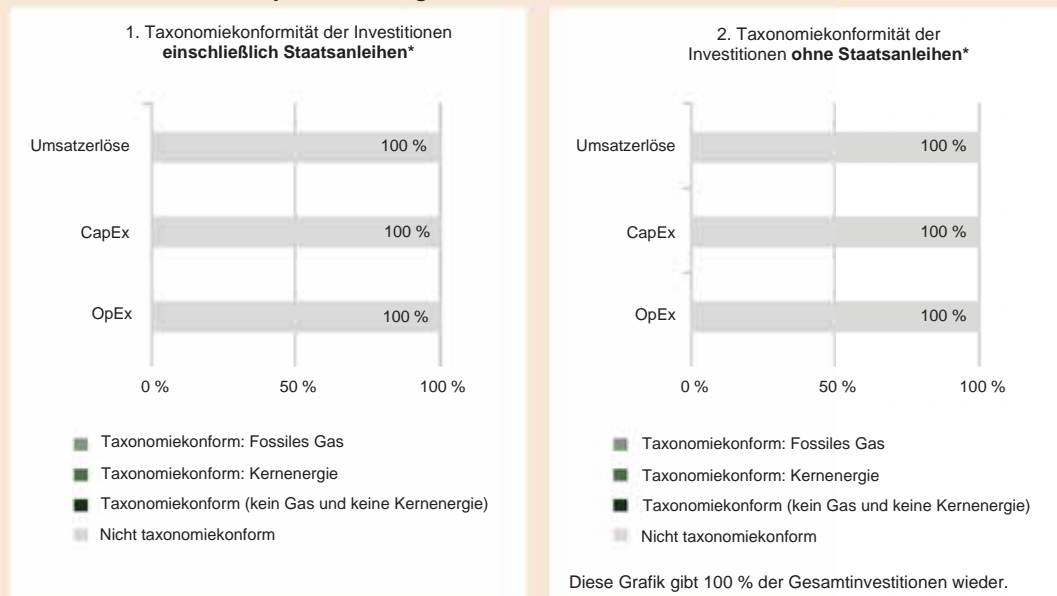 1. Taxonomiekonformität der Investitionen
einschließlich Staatsanleihen*
Umsatzerlöse
100 %
CapEx
100 %
OpEx
100 %
0 %
50 %
100 %
Taxonomiekonform: Fossiles Gas
Taxonomiekonform: Kernenergie
Taxonomiekonform (kein Gas und keine Kernenergie)
Nicht taxonomiekonform
2. Taxonomiekonformität der
Investitionen ohne Staatsanleihen*
Umsatzerlöse
100 %
CapEx
100 %
OpEx
100 %
0 %
50 %
100 %
Taxonomiekonform: Fossiles Gas
Taxonomiekonform: Kernenergie
Taxonomiekonform (kein Gas und keine Kernenergie)
Nicht taxonomiekonform
Diese Grafik gibt 100 % der Gesamtinvestitionen wieder.